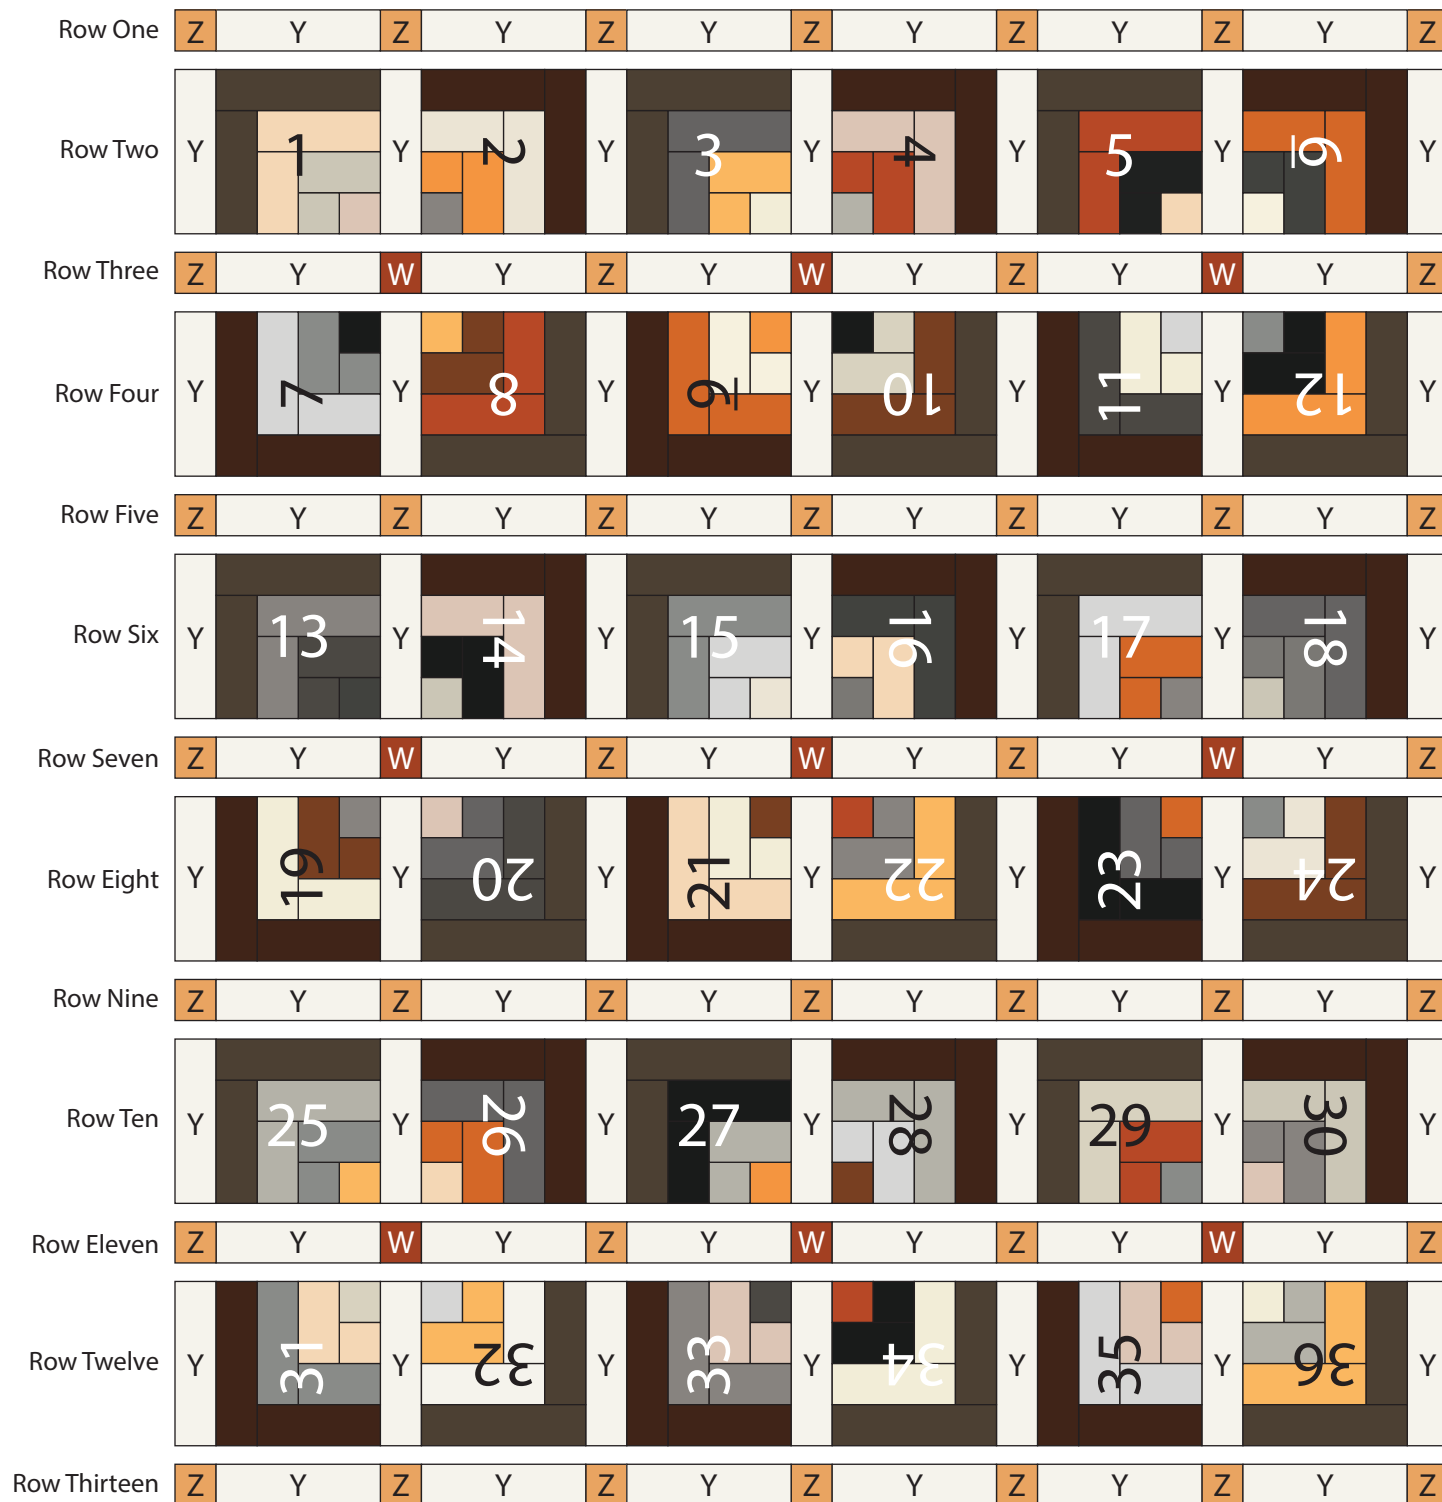 Row One Z Y Z Y Z Y Z Y Z Y Z Y Z
Row Two Y 1 Y 2 Y 3 Y 4 Y 5 Y 6 Y
Row Three Z Y W Y Z Y W Y Z Y W Y Z
Row Four Y 7 Y 8 Y 9 Y 10 Y 11 Y 12 Y
Row Five Z Y Z Y Z Y Z Y Z Y Z Y Z
Row Six Y 13 Y 14 Y 15 Y 16 Y 17 Y 18 Y
Row Seven Z Y W Y Z Y W Y Z Y W Y Z
Row Eight Y 19 Y 20 Y 21 Y 22 Y 23 Y 24 Y
Row Nine Z Y Z Y Z Y Z Y Z Y Z Y Z
Row Ten Y 25 Y 26 Y 27 Y 28 Y 29 Y 30 Y
Row Eleven Z Y W Y Z Y W Y Z Y W Y Z
Row Twelve Y 31 Y 32 Y 33 Y 34 Y 35 Y 36 Y
Row Thirteen Z Y Z Y Z Y Z Y Z Y Z Y Z